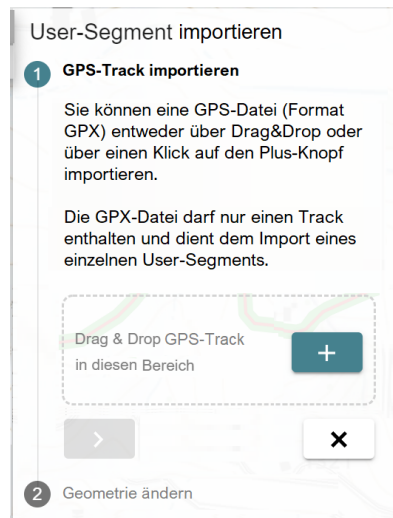 User-Segment importieren
1 GPS-Track importieren
Sie können eine GPS-Datei (Format
GPX) entweder über Drag&Drop oder
über einen Klick auf den Plus-Knopf
importieren.
Die GPX-Datei darf nur einen Track
enthalten und dient dem Import eines
einzelnen User-Segments.
Drag & Drop GPS-Track
in diesen Bereich
2 Geometrie ändern